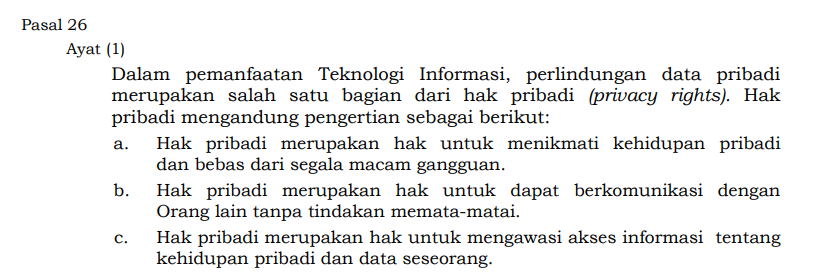 Pasal 26
Ayat (1)
Dalam pemanfaatan Teknologi Informasi, perlindungan data pribadi
merupakan salah satu bagian dari hak pribadi (privacy rights). Hak
pribadi mengandung pengertian sebagai berikut:
a. Hak pribadi merupakan hak untuk menikmati kehidupan pribadi
dan bebas dari segala macam gangguan.
b. Hak pribadi merupakan hak untuk dapat berkomunikasi dengan
Orang lain tanpa tindakan memata-matai.
c. Hak pribadi merupakan hak untuk mengawasi akses informasi tentang
kehidupan pribadi dan data seseorang.